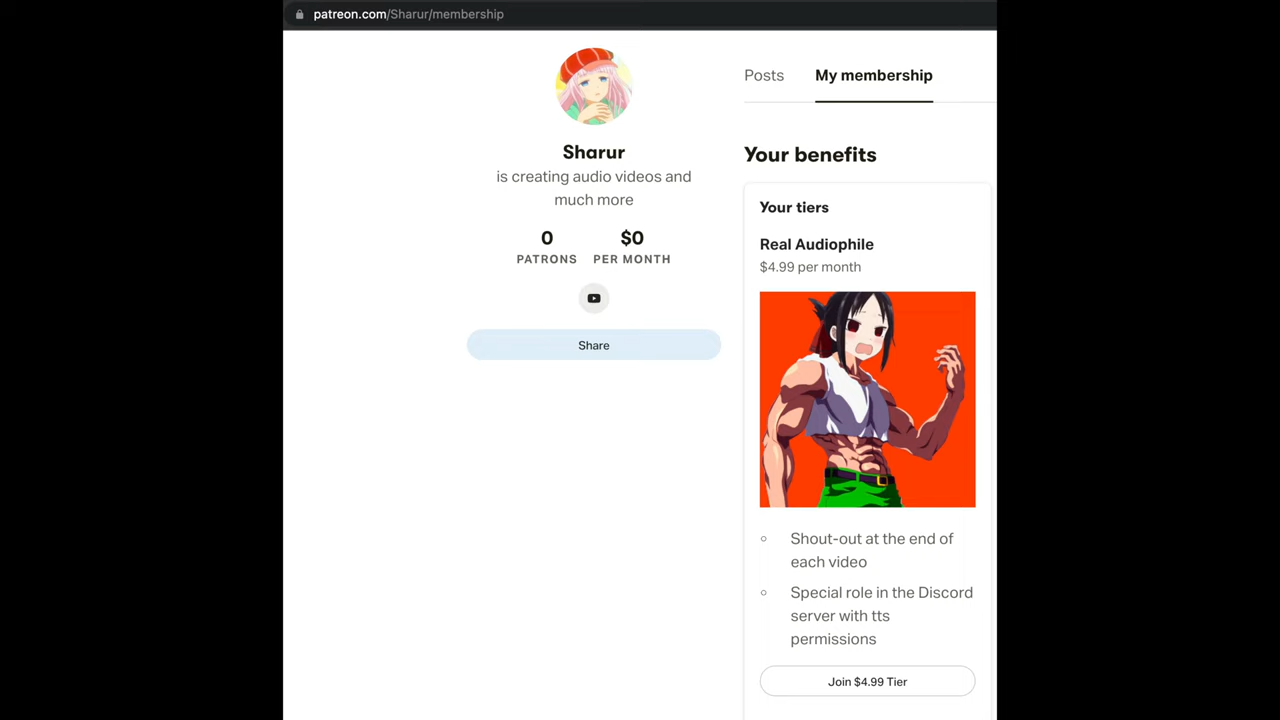 patreon.com/Sharur/membership
Posts
My membership
Sharur
is creating audio videos and
much more
0
PATRONS
$0
PER MONTH
Share
Your benefits
Your tiers
Real Audiophile
$4.99 per month
Shout-out at the end of
each video
Special role in the Discord
server with tts
permissions
Join $4.99 Tier